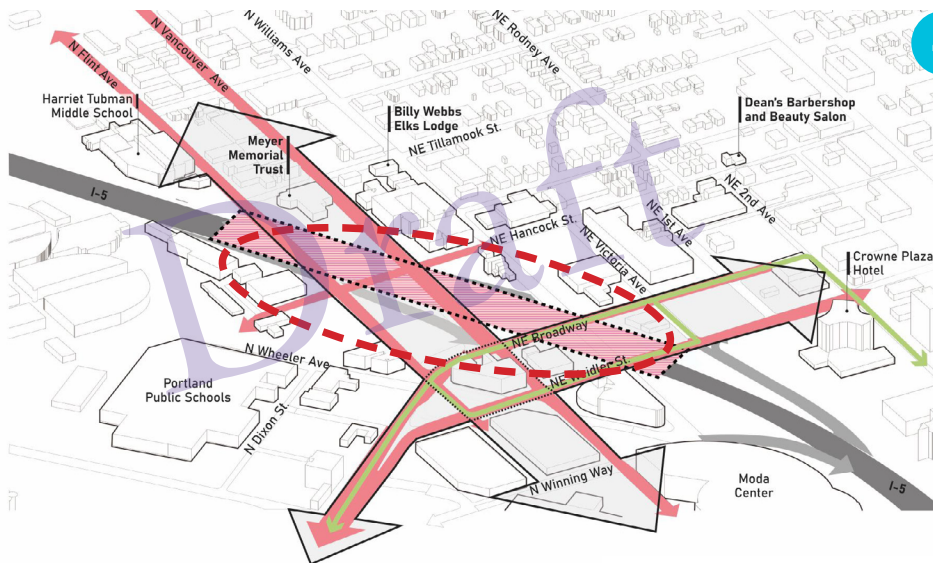 N Flint Ave
N Vancouver Ave
N Williams Ave
NE Rodney Ave
Harriet Tubman
Middle School
Meyer
Memorial
Trust
Billy Webbs
Elks Lodge
NE Tillamook St.
Dean's Barbershop
and Beauty Salon
I-5
Draft
NE Hancock St.
NE Victoria Ave
NE 1st Ave
NE 2nd Ave
Crowne Plaza
Hotel
NE Broadway
N Wheeler Ave
NE Weidler St.
Portland
Public Schools
N Dixon St.
N Winning Way
Moda
Center
I-5